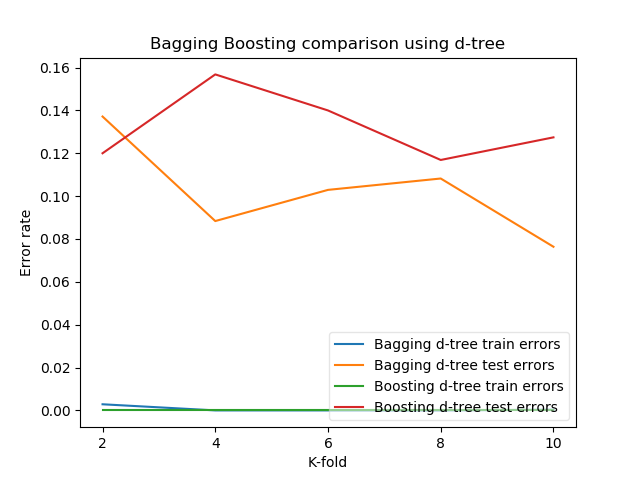 Bagging Boosting comparison using d-tree
0.16
0.14
0.12
0.10
0.08
0.06
0.04
0.02
0.00
Error rate
Bagging d-tree train errors
Bagging d-tree test errors
Boosting d-tree train errors
Boosting d-tree test errors
2 4 6 8 10
K-fold